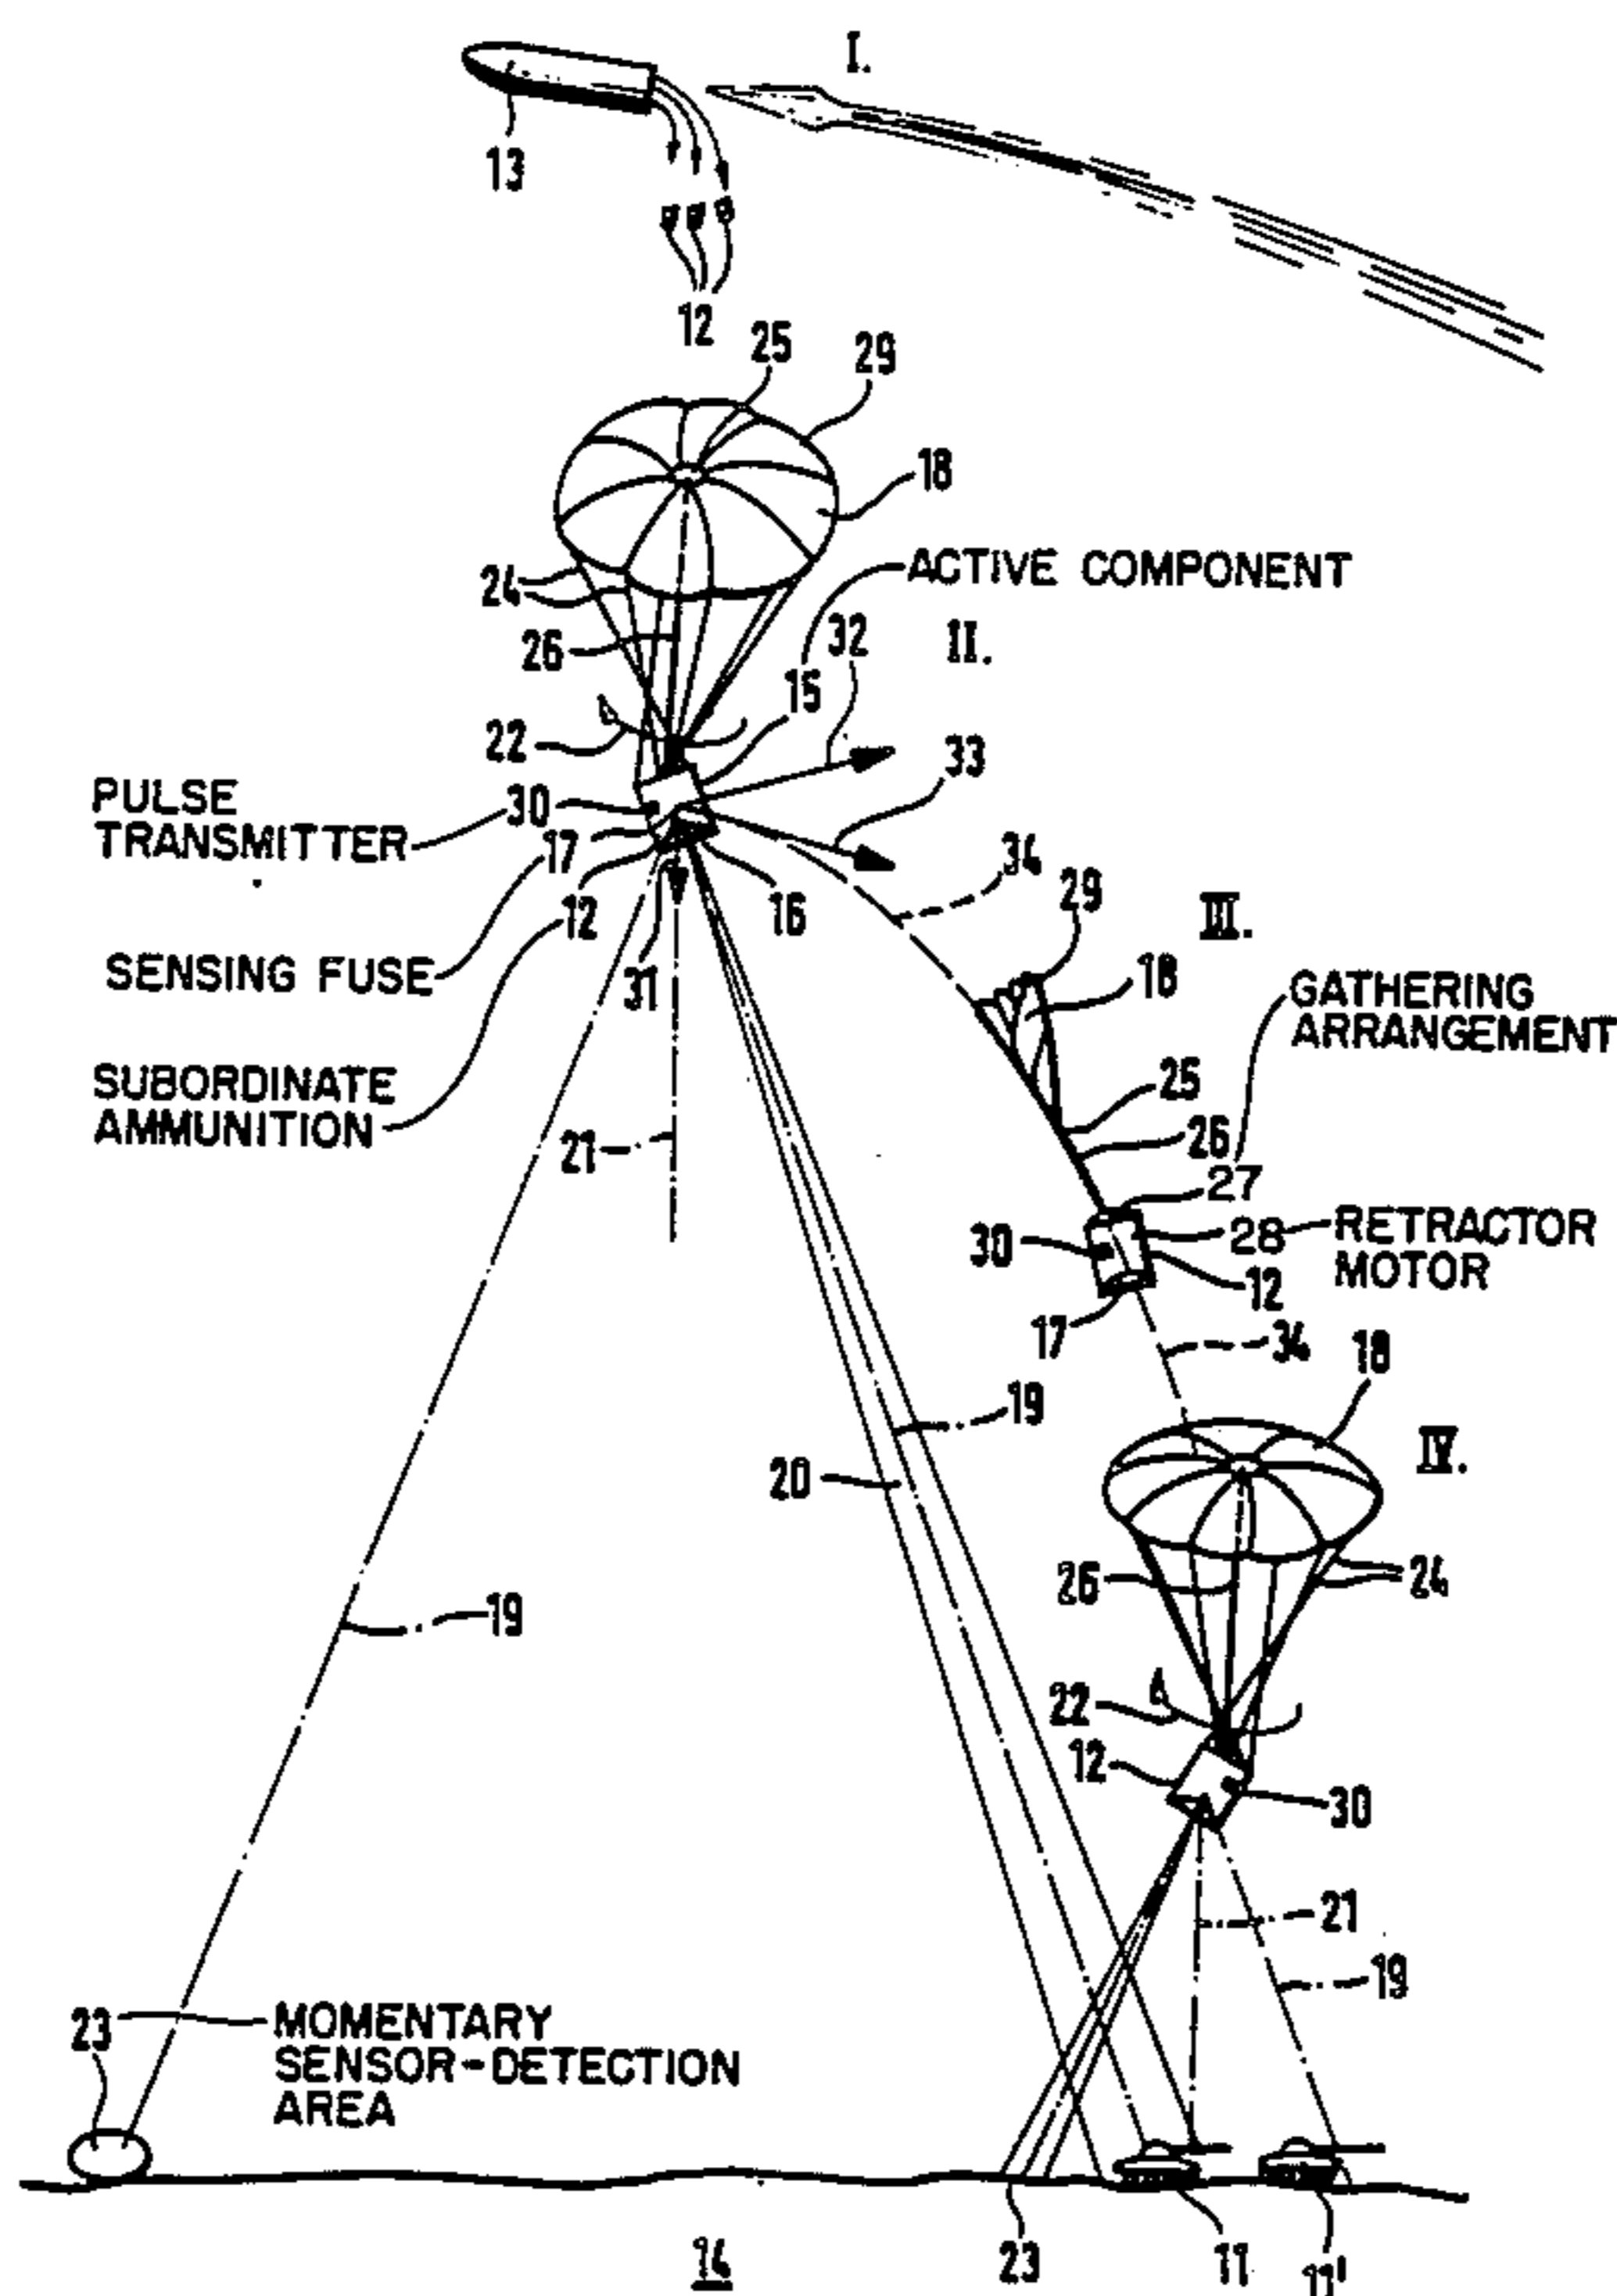 I.
13
12
25
29
18
24
ACTIVE COMPONENT
26
32
II.
15
22
33
PULSE
TRANSMITTER
30
17
34
12
16
29
III.
SENSING FUSE
31
18
GATHERING
ARRANGEMENT
SUBORDINATE
AMMUNITION
25
26
21
27
30
28
RETRACTOR
MOTOR
12
17
34
18
19
IV.
20
26
24
19
22
12
30
21
19
23
MOMENTARY
SENSOR-DETECTION
AREA
14
23
11
11'